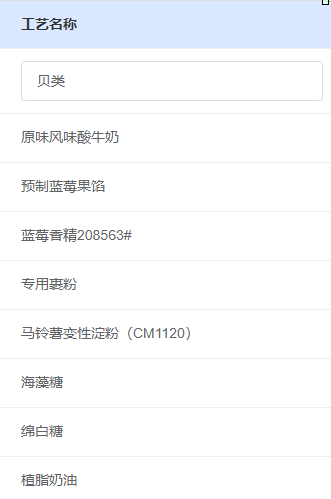 工艺名称
贝类
原味风味酸牛奶
预制蓝莓果馅
蓝莓香精208563#
专用裹粉
马铃薯变性淀粉（CM1120）
海藻糖
绵白糖
植脂奶油